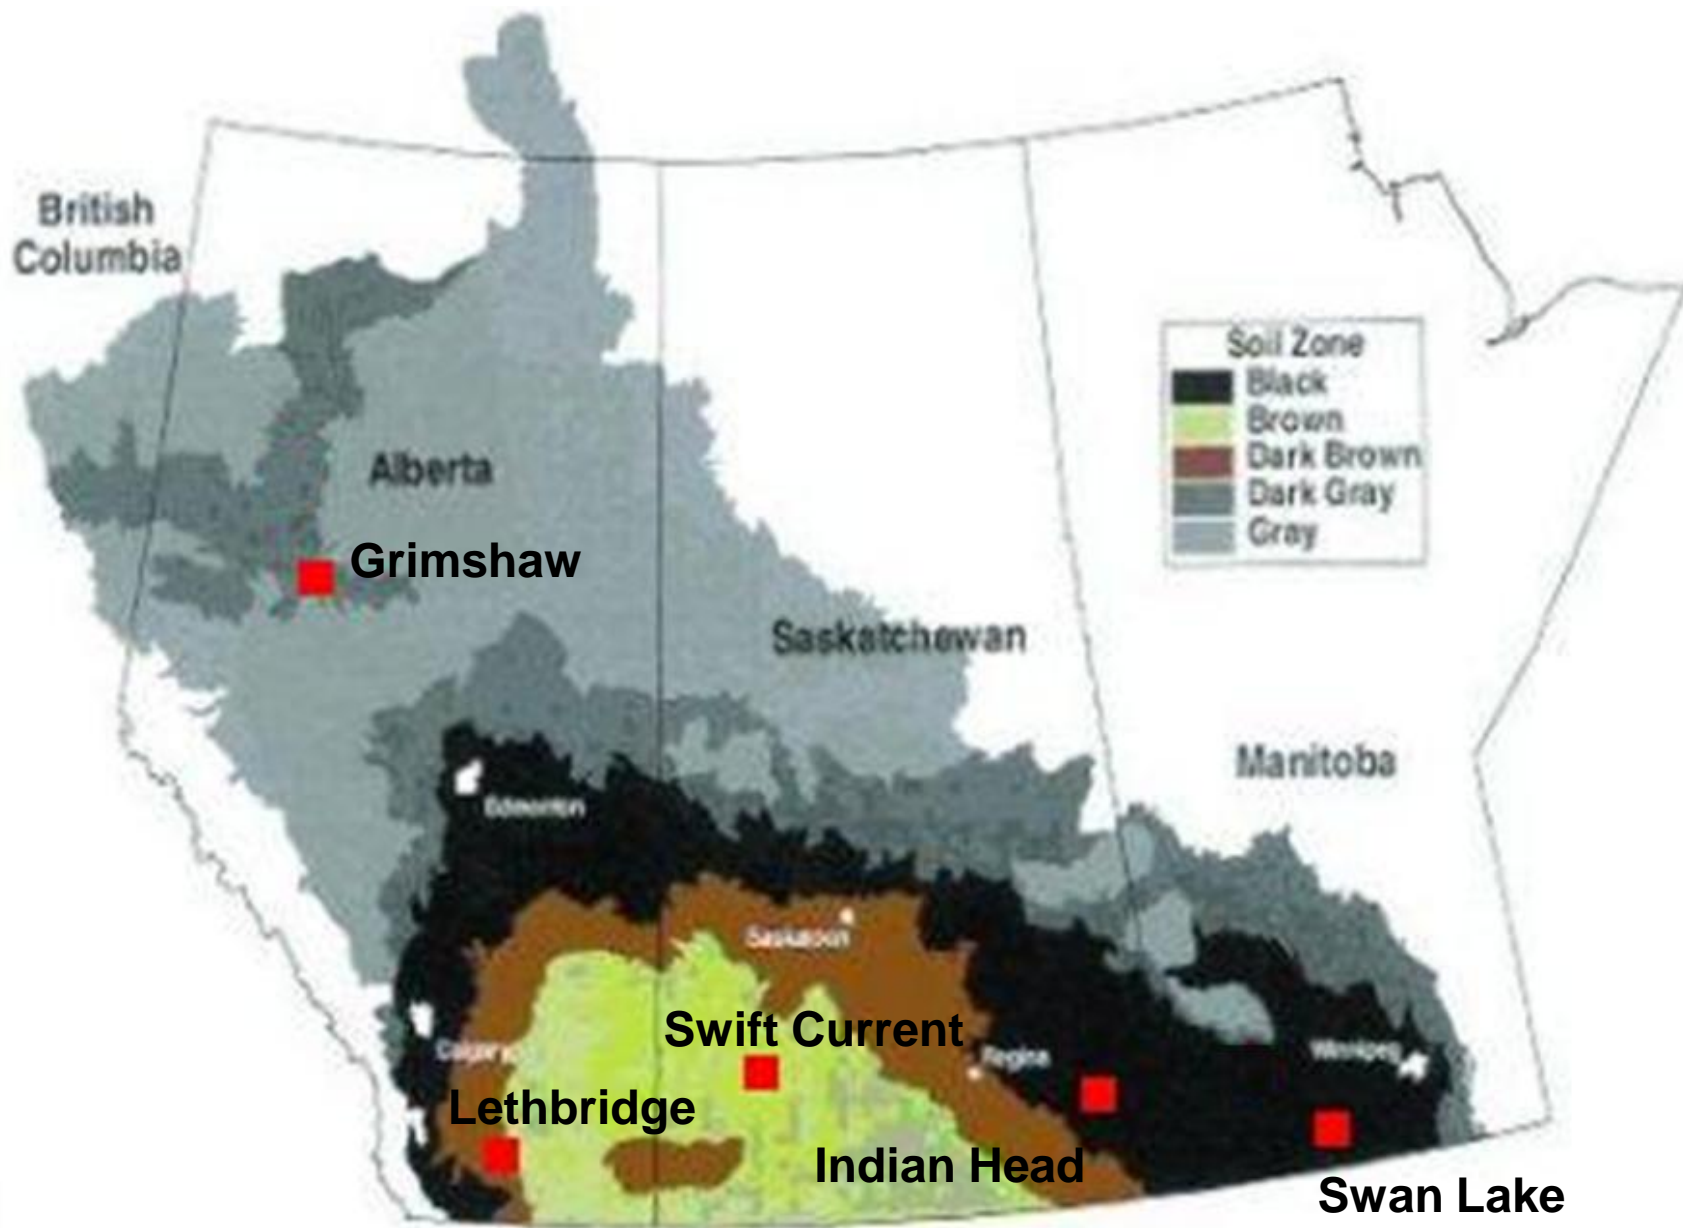 British
Columbia
Soil Zone
Black
Brown
Dark Brown
Dark Gray
Gray
Alberta
Grimshaw
Saskatchewan
Manitoba
Edmonton
Saskatoon
Swift Current
Calgary
Regina
Winnipeg
Lethbridge
Indian Head
Swan Lake